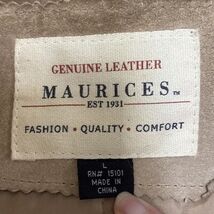 GENUINE LEATHER
MAURICES™
EST 1931
FASHION • QUALITY • COMFORT
L
RN# 15101
MADE IN
CHINA